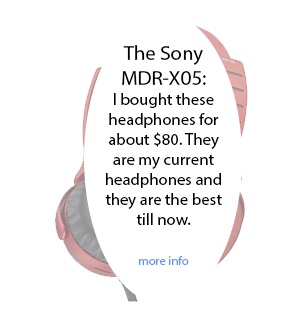 The Sony
MDR-X05:
I bought these
headphones for
about $80. They
are my current
headphones and
they are the best
till now.
more info